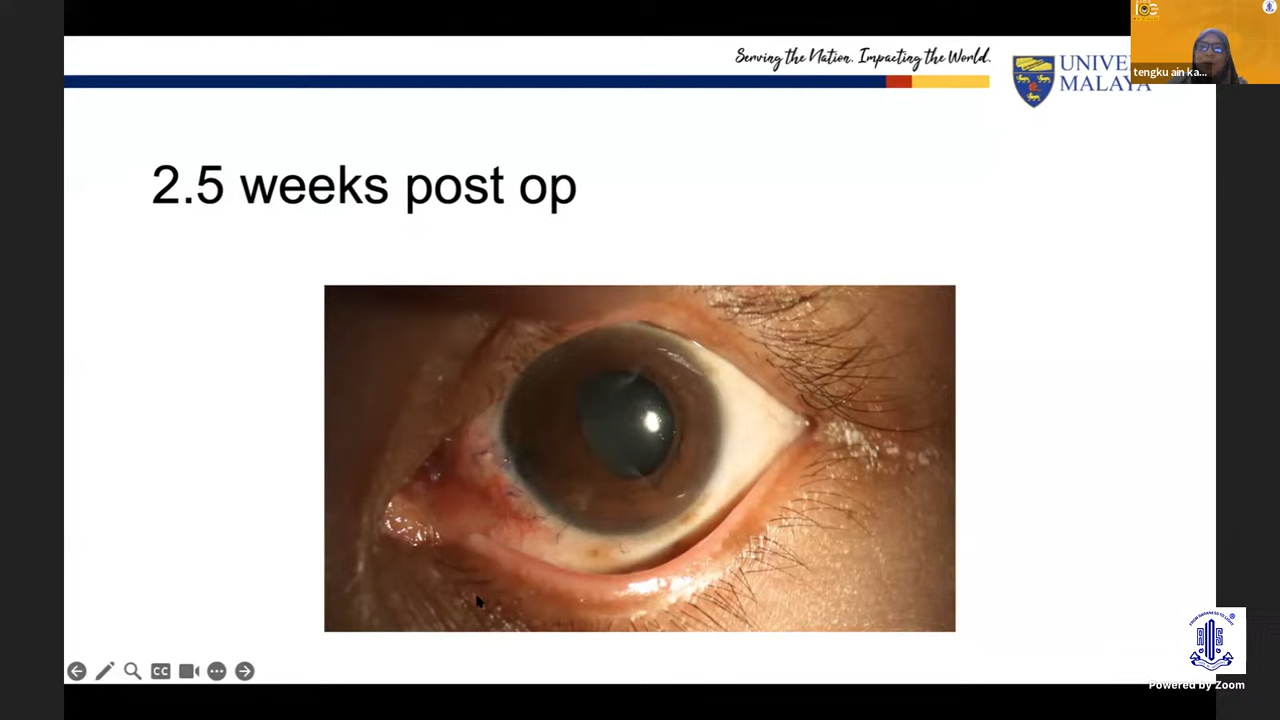 Serving the Nation. Impacting the World.
UNIVE
MALAYA
tengku ain ka...
2.5 weeks post op
CC
Powered by Zoom